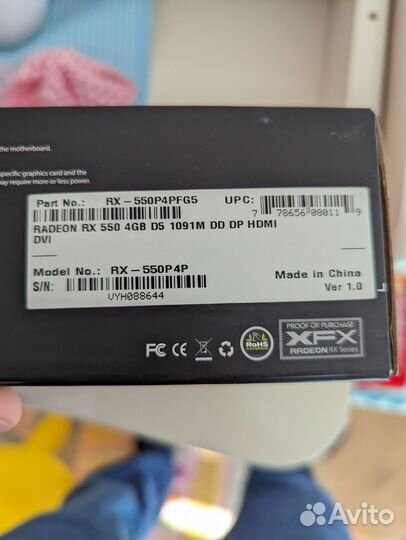 the motherboard.
specific graphics card and the
may require more or less power.
Part No.: RX-550P4PFG5 UPC: 7 78656 08011 9
RADEON RX 550 4GB D5 1091M DD DP HDMI
DVI
Model No.: RX-550P4P Made in China
S/N: Ver 1.0
VYH088644
FC CE RoHS
PROOF OF PURCHASE
XFX
RADEON RX Series
Avito